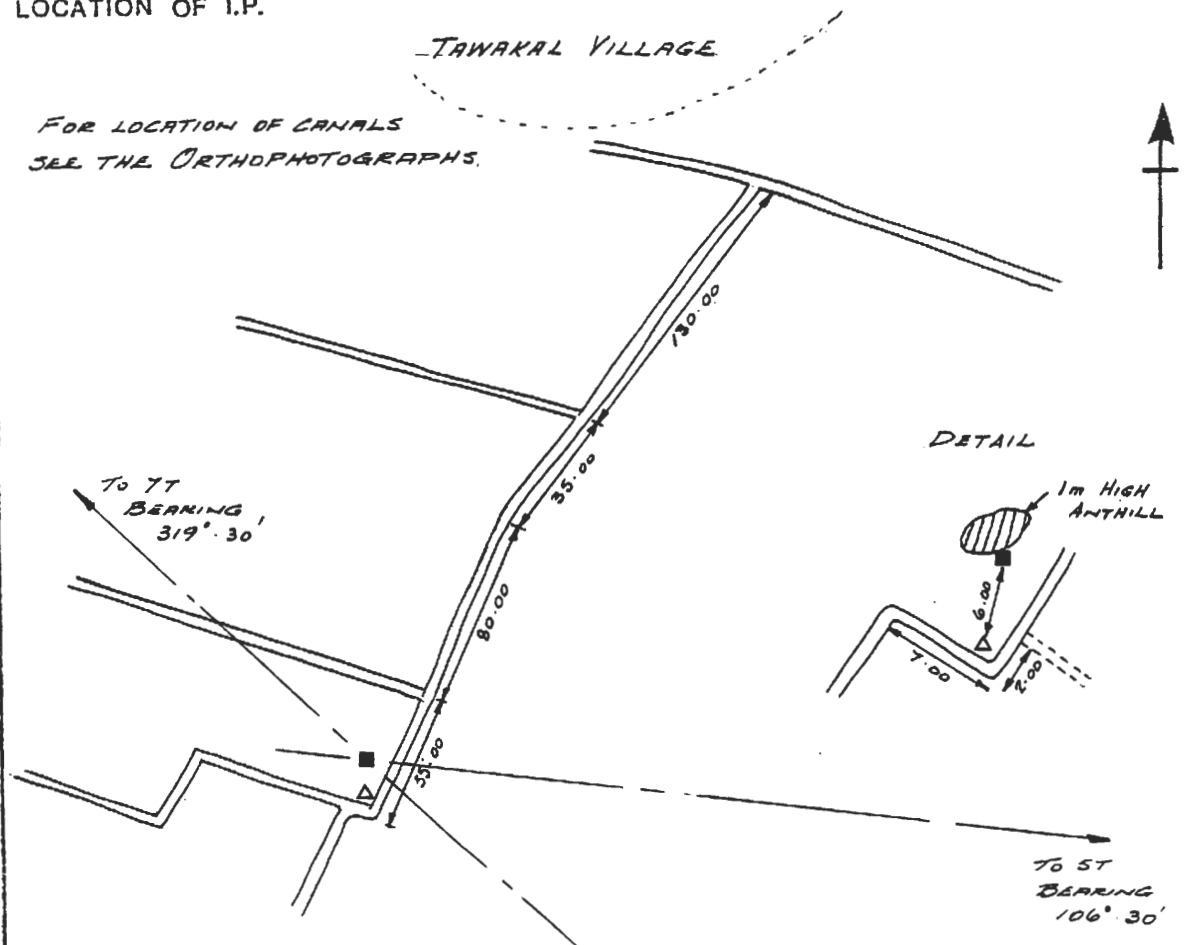 LOCATION OF I.P.
TAWAKAL VILLAGE
FOR LOCATION OF CANALS
SEE THE ORTHOPHOTOGRAPHS.
130.00
35.00
80.00
55.00
TO 7T
BEARING
319°.30'
DETAIL
1m HIGH
ANTHILL
6.00
7.00
2.00
TO 5T
BEARING
106° 30'